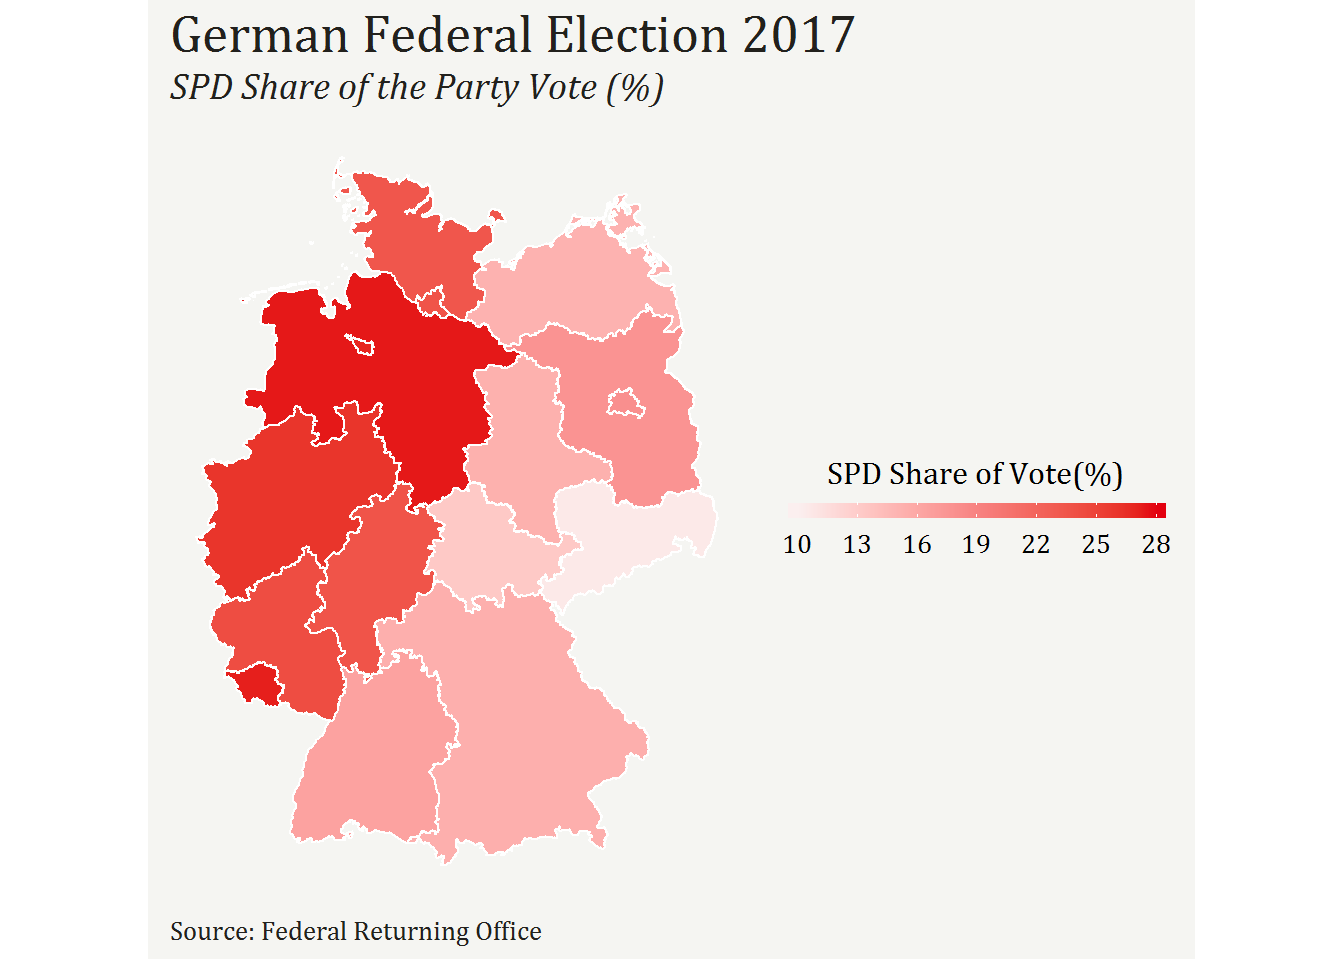 German Federal Election 2017
SPD Share of the Party Vote (%)
SPD Share of Vote(%)
10 13 16 19 22 25 28
Source: Federal Returning Office